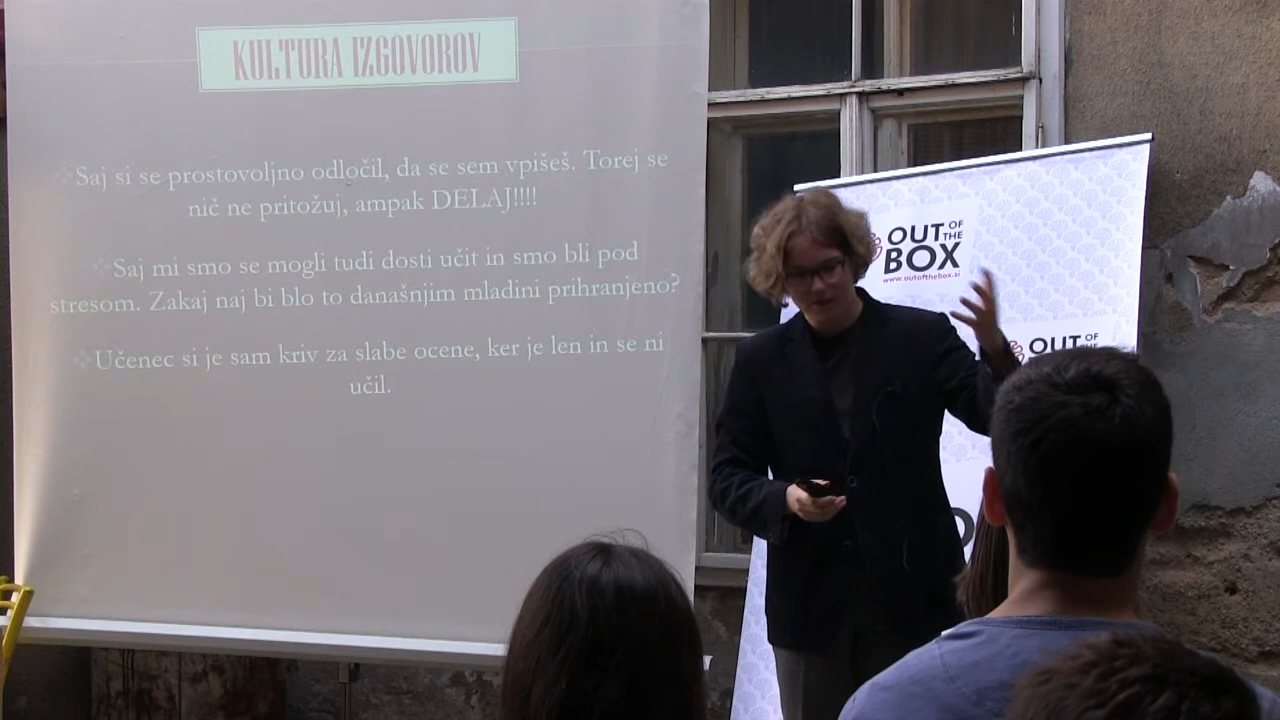 KULTURA IZGOVOROV
Saj si se prostovoljno odločil, da se sem vpišeš. Torej se
nič ne pritožuj, ampak DELAJ!!!!
Saj mi smo se mogli tudi dosti učit in smo bli pod
stresom. Zakaj naj bi blo to današnjim mladini prihranjeno?
Učenec si je sam kriv za slabe ocene, ker je len in se ni
učil.
OUT OF
THE
BOX
www.outofthebox.si
OUT OF
THE